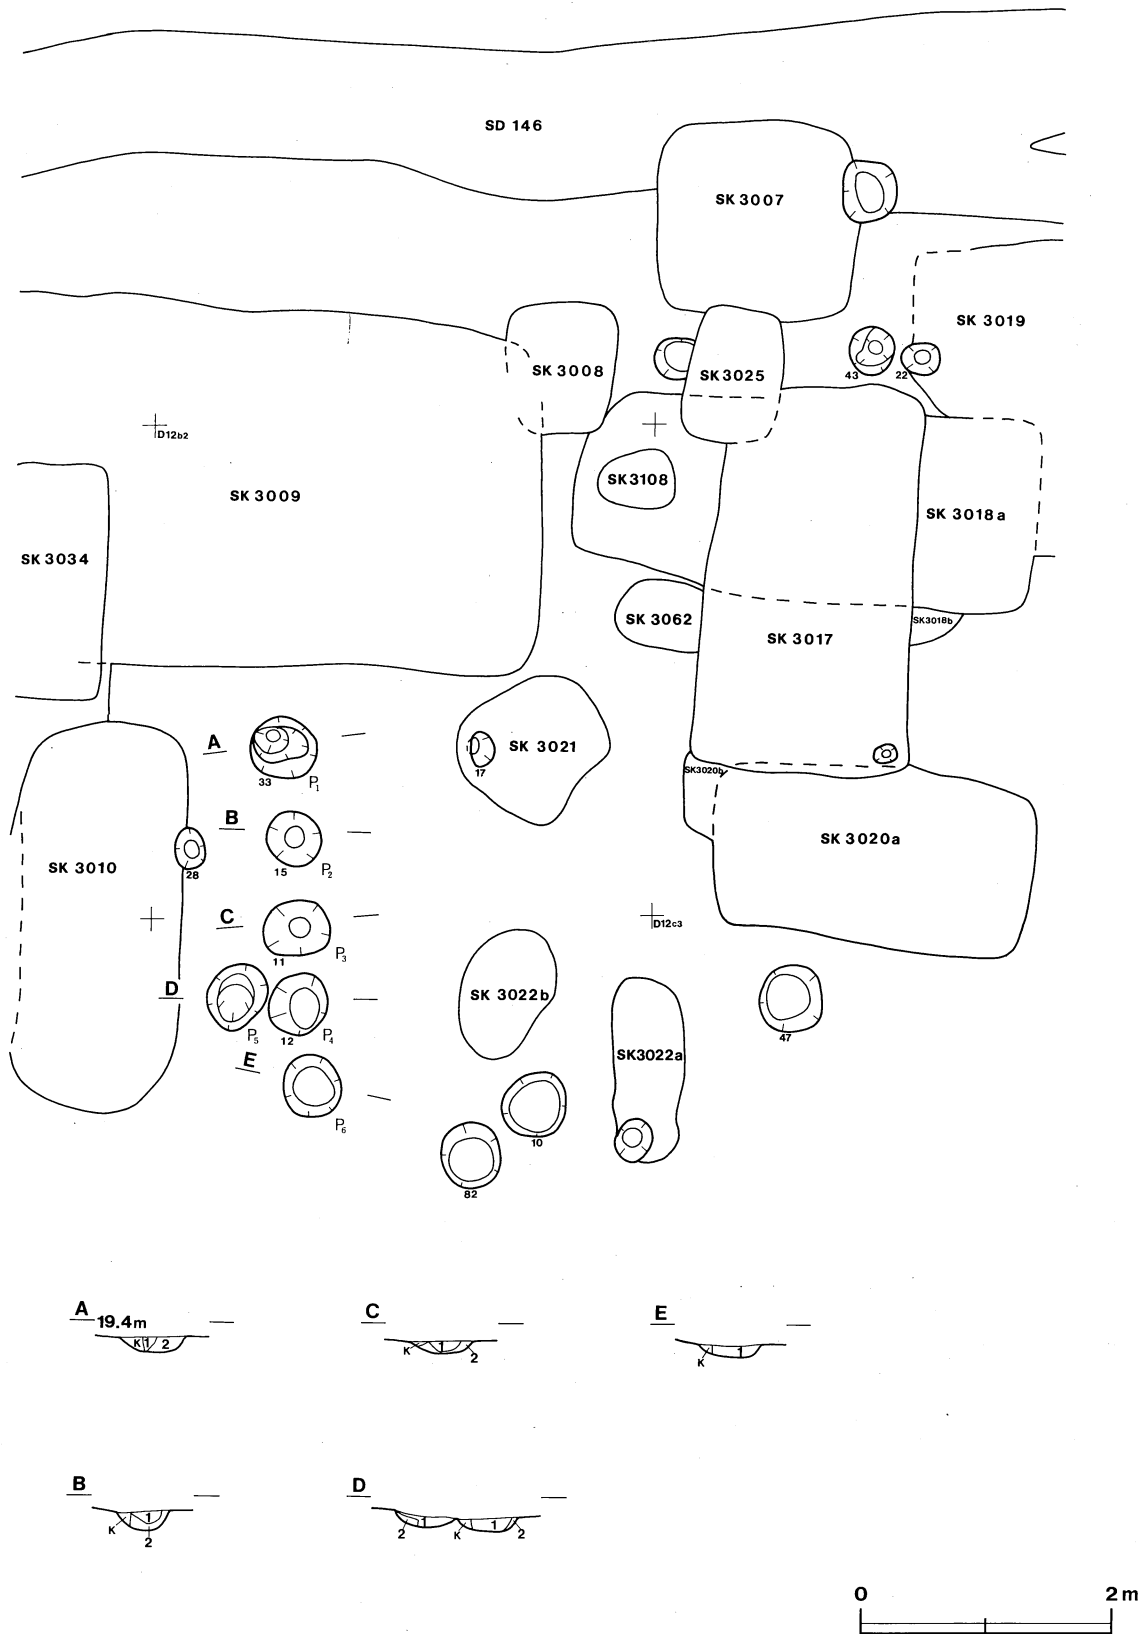 SD 146
SK 3007
SK 3019
SK 3008
SK 3025
43
22
D12b2
SK 3108
SK 3009
SK 3018a
SK 3034
SK 3062
SK3018b
SK 3017
A
33
P1
SK 3021
17
SK3020b
B
15
P2
SK 3020a
SK 3010
28
C
11
P3
D12c3
D
P5
12
P4
SK 3022b
47
E
P6
SK3022a
10
82
A 19.4m
K 1 2
C
K 1 2
E
K 1
B
K 1 2
D
2 1 K 1 2
0 2m